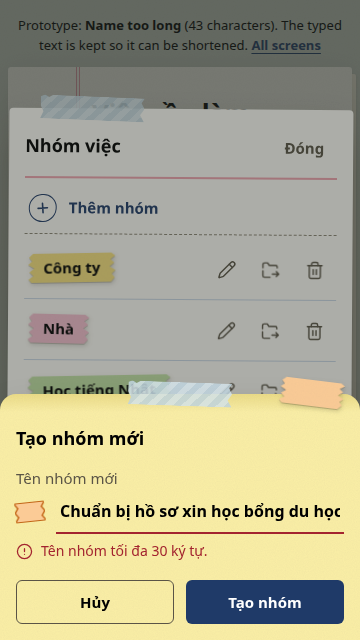 Prototype: Name too long (43 characters). The typed
text is kept so it can be shortened. All screens
Nhóm việc
Đóng
Thêm nhóm
Công ty
Nhà
Học tiếng
Tạo nhóm mới
Tên nhóm mới
Chuẩn bị hồ sơ xin học bổng du học
Tên nhóm tối đa 30 ký tự.
Hủy
Tạo nhóm